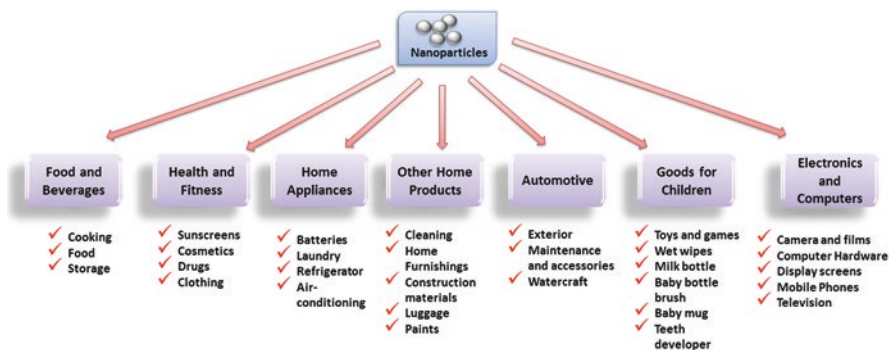 Nanoparticles
Food and
Beverages
Cooking
Food
Storage
Health and
Fitness
Sunscreens
Cosmetics
Drugs
Clothing
Home
Appliances
Batteries
Laundry
Refrigerator
Air-
conditioning
Other Home
Products
Cleaning
Home
Furnishings
Construction
materials
Luggage
Paints
Automotive
Exterior
Maintenance
and accessories
Watercraft
Goods for
Children
Toys and games
Wet wipes
Milk bottle
Baby bottle
brush
Baby mug
Teeth
developer
Electronics
and
Computers
Camera and films
Computer Hardware
Display screens
Mobile Phones
Television